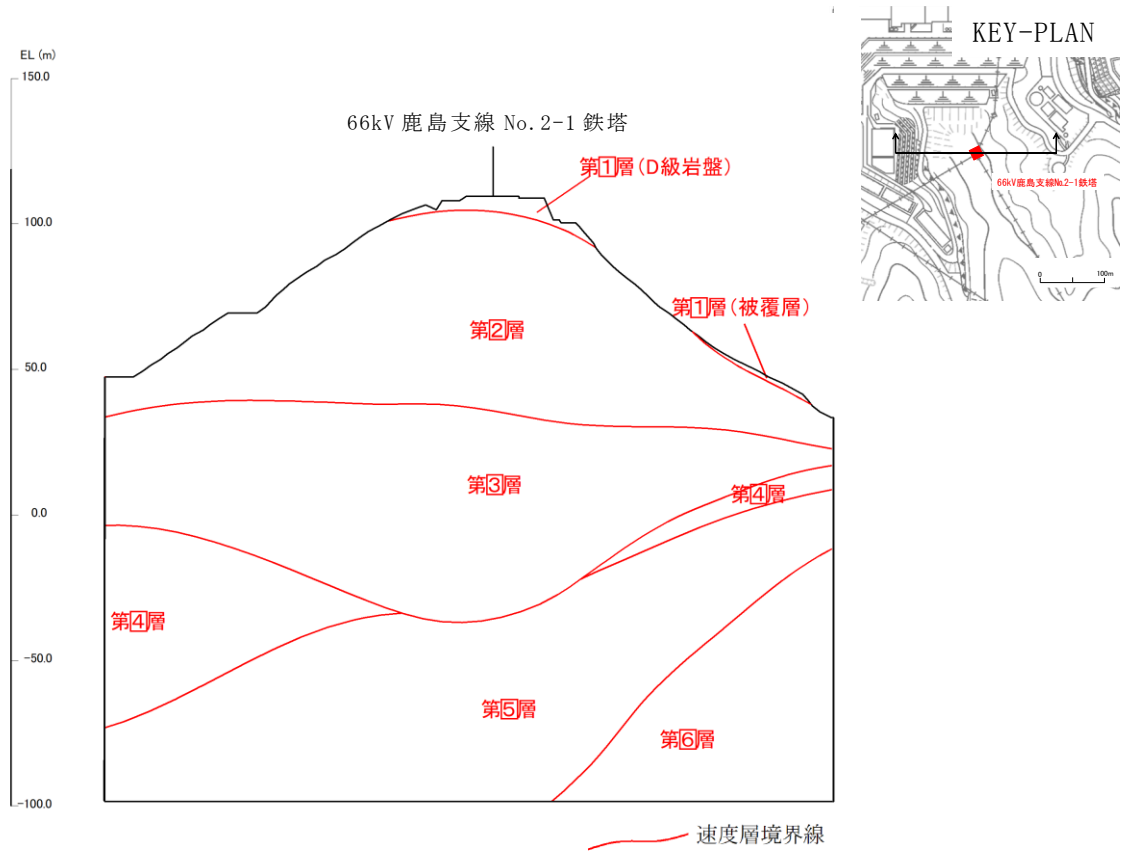 KEY-PLAN
EL (m)
150.0
66kV 鹿島支線 No.2-1 鉄塔
第1層(D級岩盤)
66kV鹿島支線No.2-1鉄塔
100.0
0
100m
第1層(被覆層)
第2層
50.0
第3層
第4層
0.0
第4層
-50.0
第5層
第6層
-100.0
速度層境界線